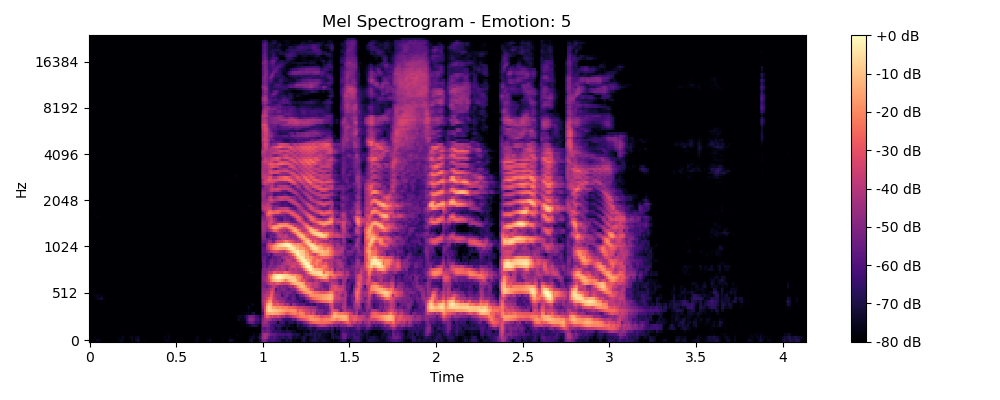 Mel Spectrogram - Emotion: 5
Hz
16384
8192
4096
2048
1024
512
0
0 0.5 1 1.5 2 2.5 3 3.5 4
Time
+0 dB
-10 dB
-20 dB
-30 dB
-40 dB
-50 dB
-60 dB
-70 dB
-80 dB